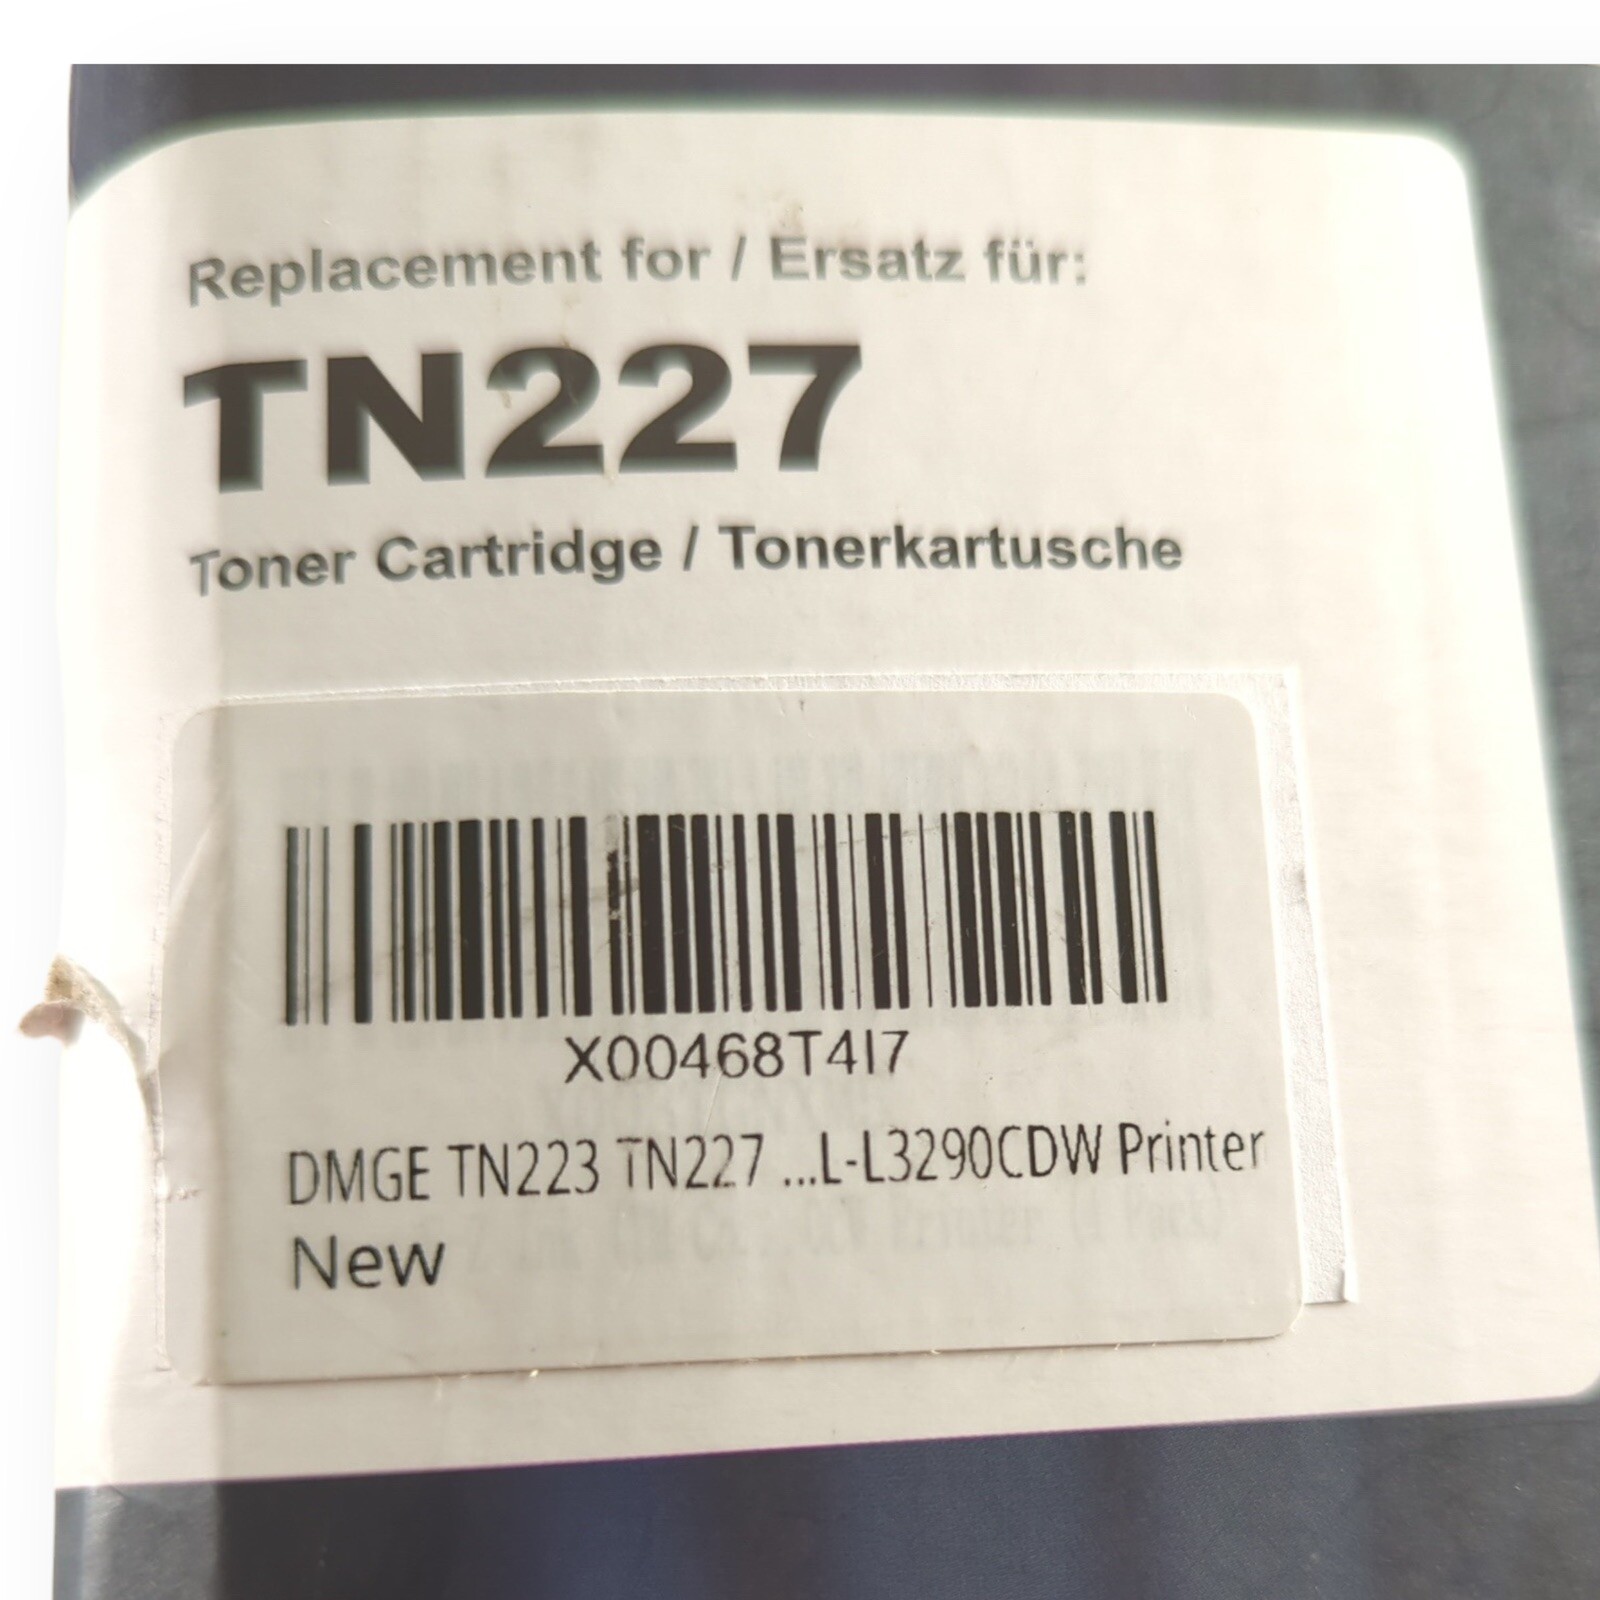 Replacement for / Ersatz für:
TN227
Toner Cartridge / Tonerkartusche
X00468T4I7
DMGE TN223 TN227 ...L-L3290CDW Printer
New